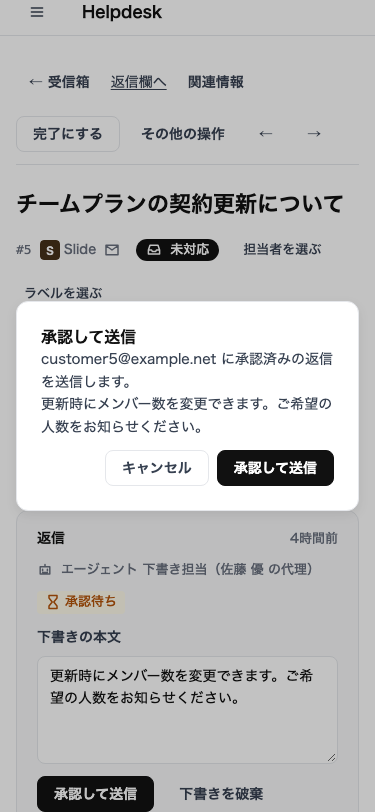 Helpdesk
← 受信箱 返信欄へ 関連情報
完了にする その他の操作 ← →
チームプランの契約更新について
#5 S Slide 未対応 担当者を選ぶ
ラベルを選ぶ
承認して送信
customer5@example.net に承認済みの返信
を送信します。
更新時にメンバー数を変更できます。ご希望の
人数をお知らせください。
キャンセル 承認して送信
返信 4時間前
エージェント 下書き担当（佐藤 優 の代理）
承認待ち
下書きの本文
更新時にメンバー数を変更できます。ご希
望の人数をお知らせください。
承認して送信 下書きを破棄